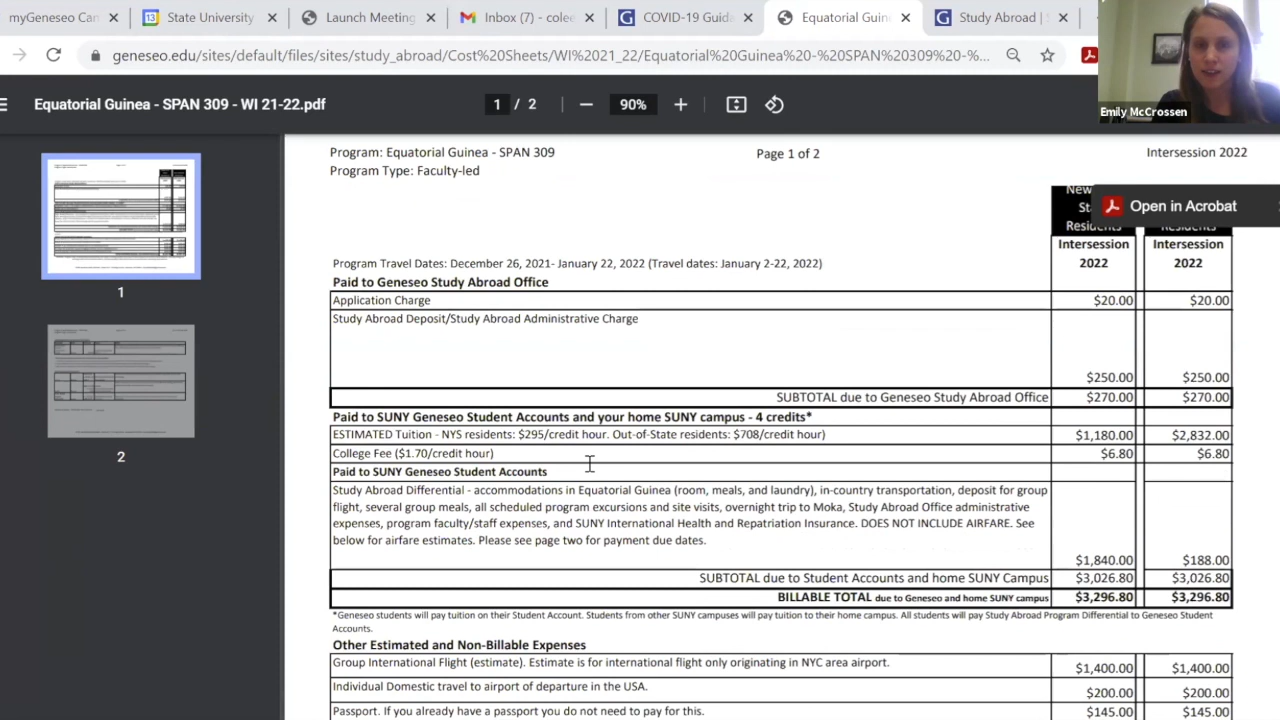 myGeneseo Car
State University
Launch Meeting
Inbox (7) - colee
COVID-19 Guida
Equatorial Guin
Study Abroad | S
geneseo.edu/sites/default/files/sites/study_abroad/Cost%20Sheets/WI%2021_22/Equatorial%20Guinea%20-%20SPAN%20309%20-%...
Emily McCrossen
Equatorial Guinea - SPAN 309 - WI 21-22.pdf
1 / 2
90%
Open in Acrobat
1
2
Program: Equatorial Guinea - SPAN 309
Page 1 of 2
Intersession 2022
Program Type: Faculty-led
New
St
Residents
Residents
Intersession 2022
Intersession 2022
Program Travel Dates: December 26, 2021- January 22, 2022 (Travel dates: January 2-22, 2022)
Paid to Geneseo Study Abroad Office
Application Charge $20.00 $20.00
Study Abroad Deposit/Study Abroad Administrative Charge
$250.00 $250.00
SUBTOTAL due to Geneseo Study Abroad Office $270.00 $270.00
Paid to SUNY Geneseo Student Accounts and your home SUNY campus - 4 credits*
ESTIMATED Tuition - NYS residents: $295/credit hour. Out-of-State residents: $708/credit hour) $1,180.00 $2,832.00
College Fee ($1.70/credit hour) $6.80 $6.80
Paid to SUNY Geneseo Student Accounts
Study Abroad Differential - accommodations in Equatorial Guinea (room, meals, and laundry), in-country transportation, deposit for group
flight, several group meals, all scheduled program excursions and site visits, overnight trip to Moka, Study Abroad Office administrative
expenses, program faculty/staff expenses, and SUNY International Health and Repatriation Insurance. DOES NOT INCLUDE AIRFARE. See
below for airfare estimates. Please see page two for payment due dates.
$1,840.00 $188.00
SUBTOTAL due to Student Accounts and home SUNY Campus $3,026.80 $3,026.80
BILLABLE TOTAL due to Geneseo and home SUNY campus $3,296.80 $3,296.80
*Geneseo students will pay tuition on their Student Account. Students from other SUNY campuses will pay tuition to their home campus. All students will pay Study Abroad Program Differential to Geneseo Student
Accounts.
Other Estimated and Non-Billable Expenses
Group International Flight (estimate). Estimate is for international flight only originating in NYC area airport. $1,400.00 $1,400.00
Individual Domestic travel to airport of departure in the USA. $200.00 $200.00
Passport. If you already have a passport you do not need to pay for this. $145.00 $145.00